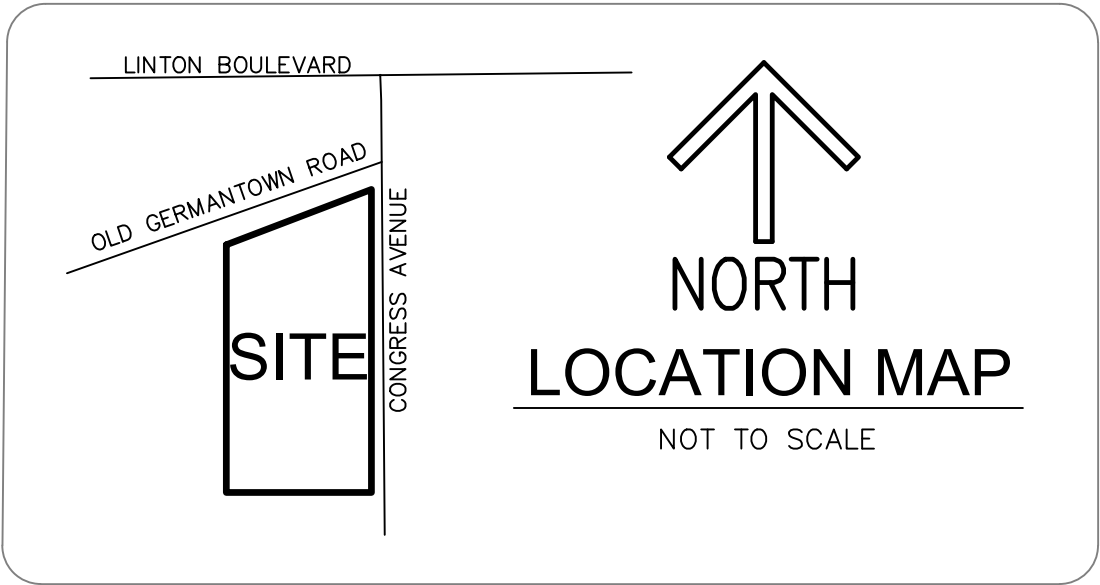 LINTON BOULEVARD
OLD GERMANTOWN ROAD
CONGRESS AVENUE
SITE
NORTH
LOCATION MAP
NOT TO SCALE